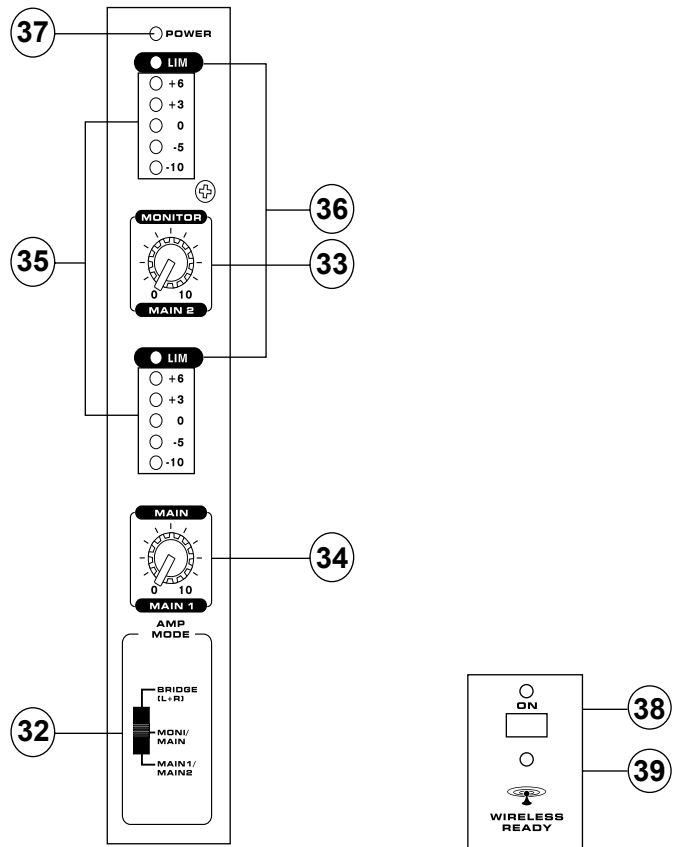 37
POWER
LIM
+6
+3
0
-5
-10
36
MONITOR
35
33
0 10
MAIN 2
LIM
+6
+3
0
-5
-10
MAIN
34
0 10
MAIN 1
AMP
MODE
BRIDGE
(L+R)
32
MONI/
MAIN
MAIN1/
MAIN2
ON
38
39
WIRELESS
READY